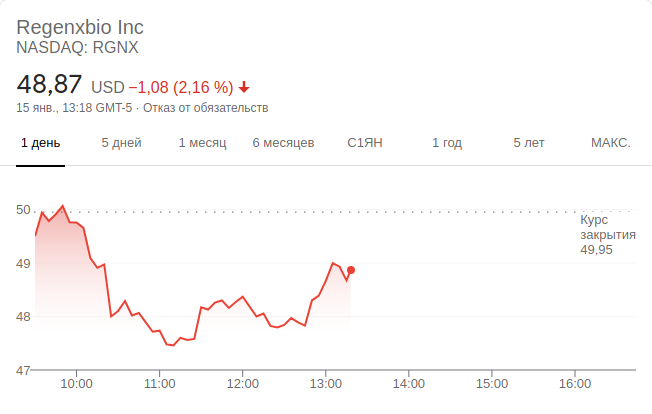 Regenxbio Inc
NASDAQ: RGNX
48,87 USD −1,08 (2,16 %)
15 янв., 13:18 GMT-5 · Отказ от обязательств
1 день 5 дней 1 месяц 6 месяцев С1ЯН 1 год 5 лет МАКС.
50
Курс
закрытия
49,95
49
48
47
10:00 11:00 12:00 13:00 14:00 15:00 16:00